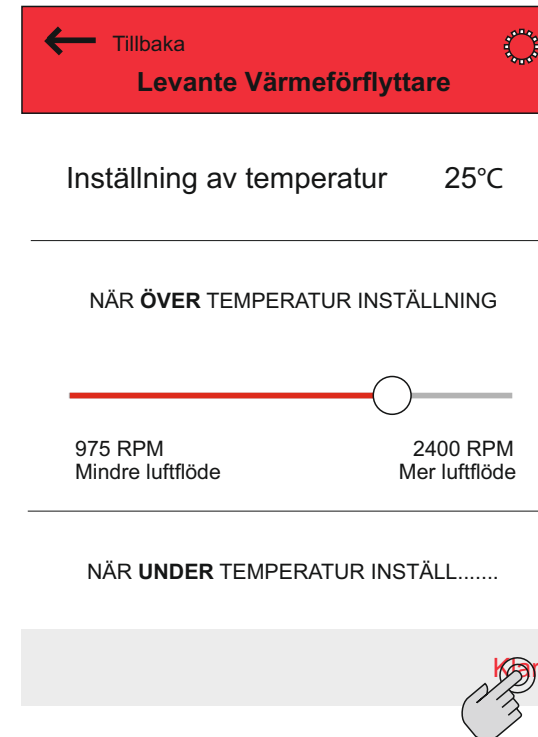 Tillbaka
Levante Värmeförflyttare
Inställning av temperatur 25°C
NÄR ÖVER TEMPERATUR INSTÄLLNING
975 RPM 2400 RPM
Mindre luftflöde Mer luftflöde
NÄR UNDER TEMPERATUR INSTÄLL.......
Klar